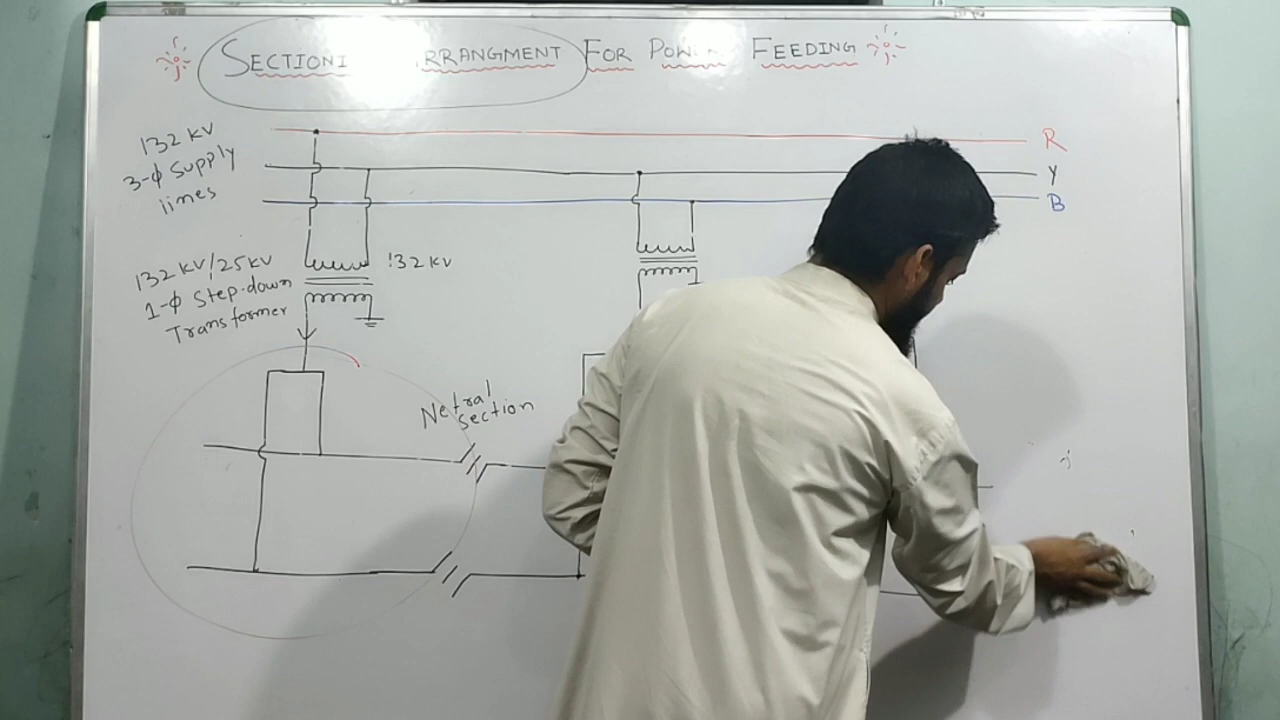 SECTIONI RRANGMENT FOR POW FEEDING
132 KV
3-ϕ Supply
lines
R
Y
B
132 KV/25KV
1-ϕ Step-down
Transformer
132 KV
Netral
section